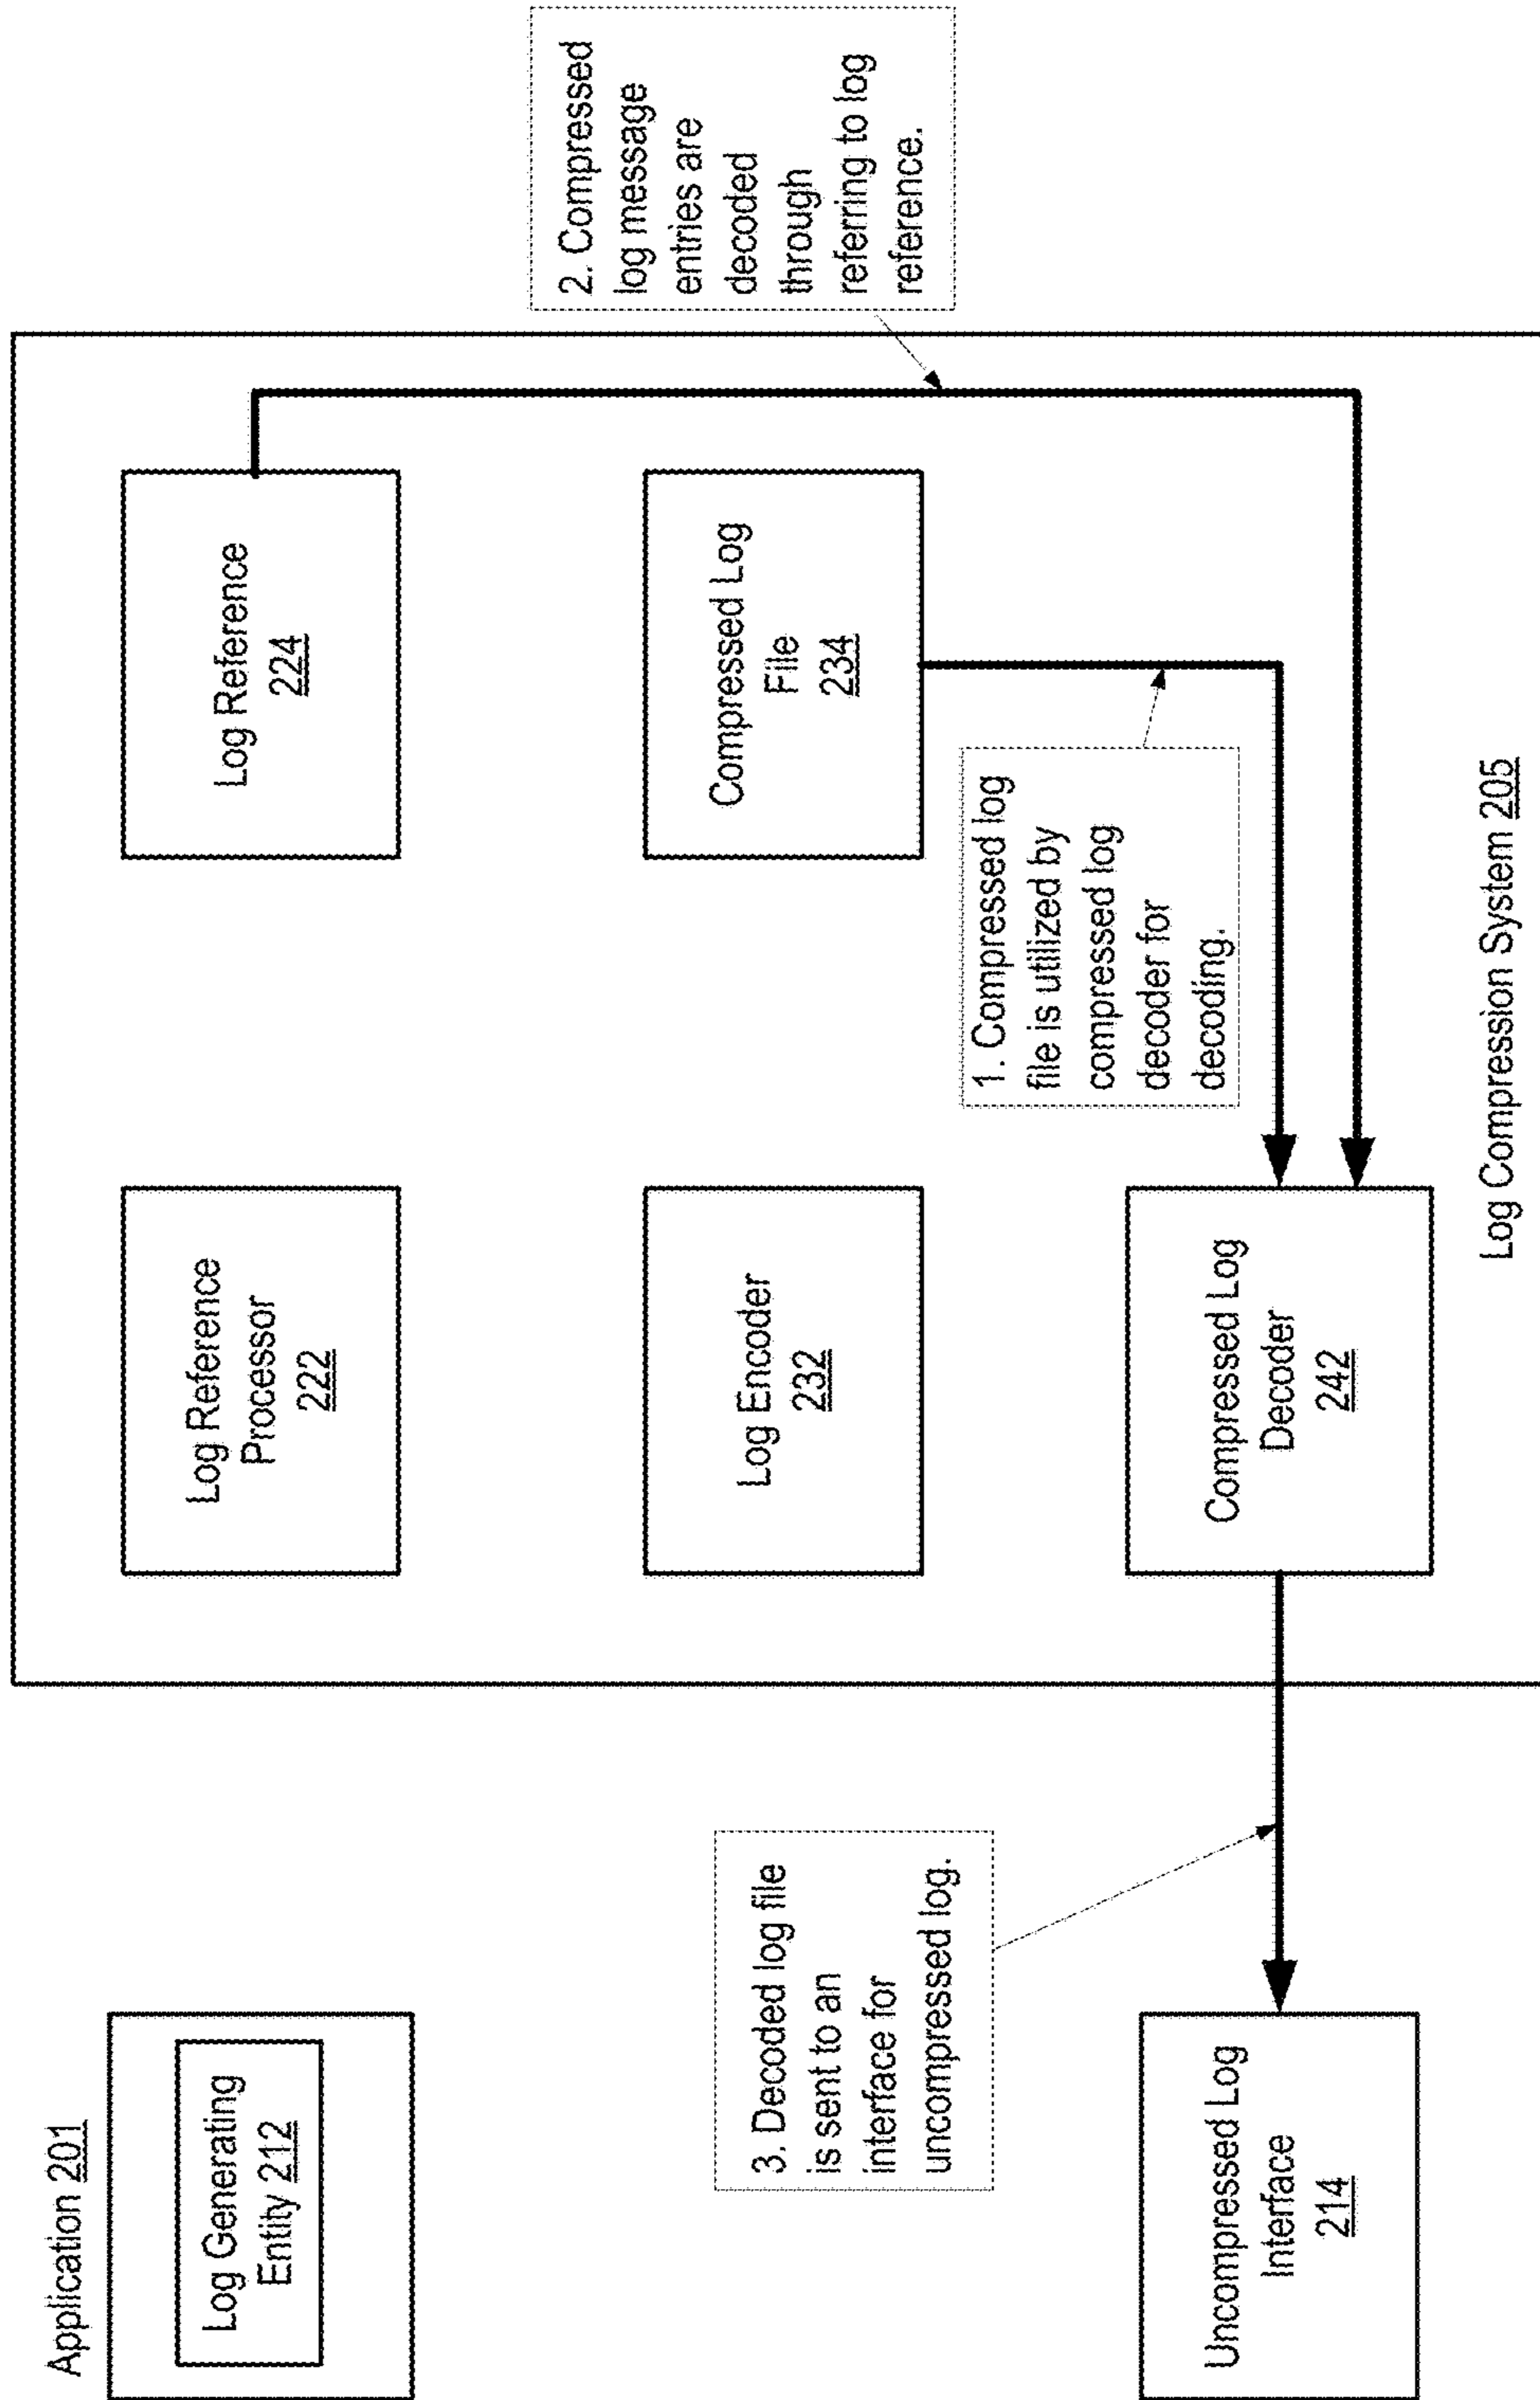 Application 201
Log Generating
Entity 212
Log Reference
Processor
222
Log Reference
224
2. Compressed
log message
entries are
decoded
through
referring to log
reference.
Log Encoder
232
Compressed Log
File
234
3. Decoded log file
is sent to an
interface for
uncompressed log.
1. Compressed log
file is utilized by
compressed log
decoder for
decoding.
Uncompressed Log
Interface
214
Compressed Log
Decoder
242
Log Compression System 205